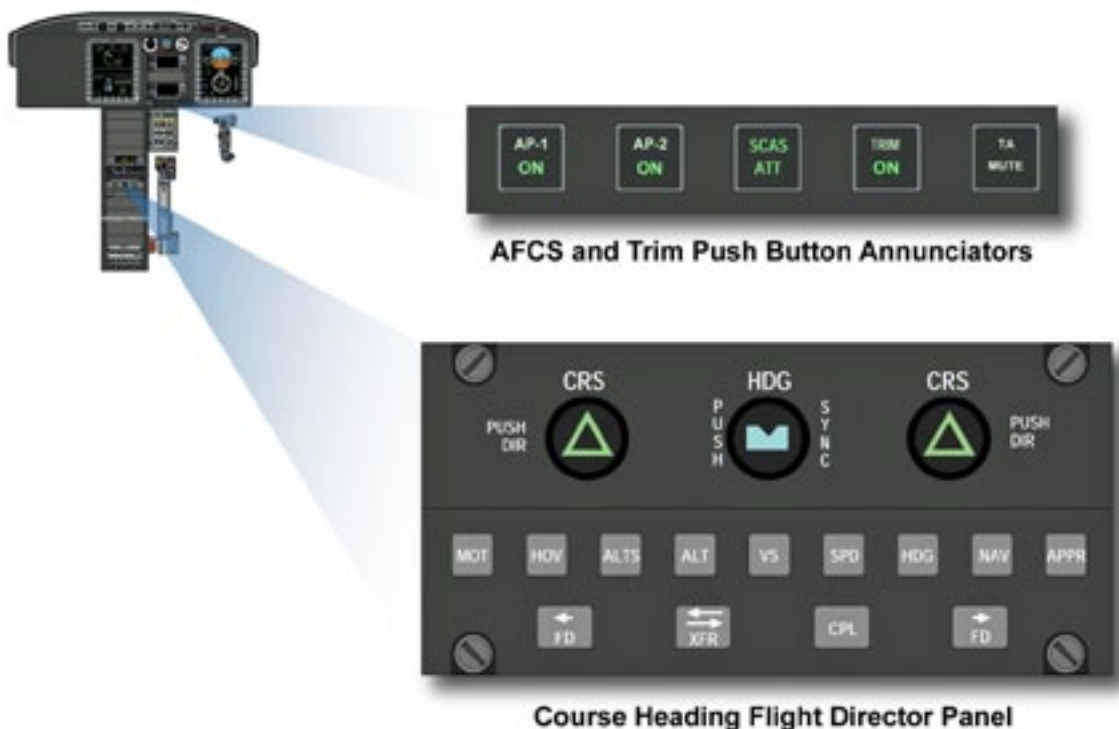 AP-1
ON
AP-2
ON
SCAS
ATT
TRIM
ON
TA
MUTE
AFCS and Trim Push Button Annunciators
CRS
HDG
CRS
PUSH
DIR
PUSH
SYNC
PUSH
DIR
MOT
HOV
ALTS
ALT
VS
SPD
HDG
NAV
APPR
FD
XFR
CPL
FD
Course Heading Flight Director Panel